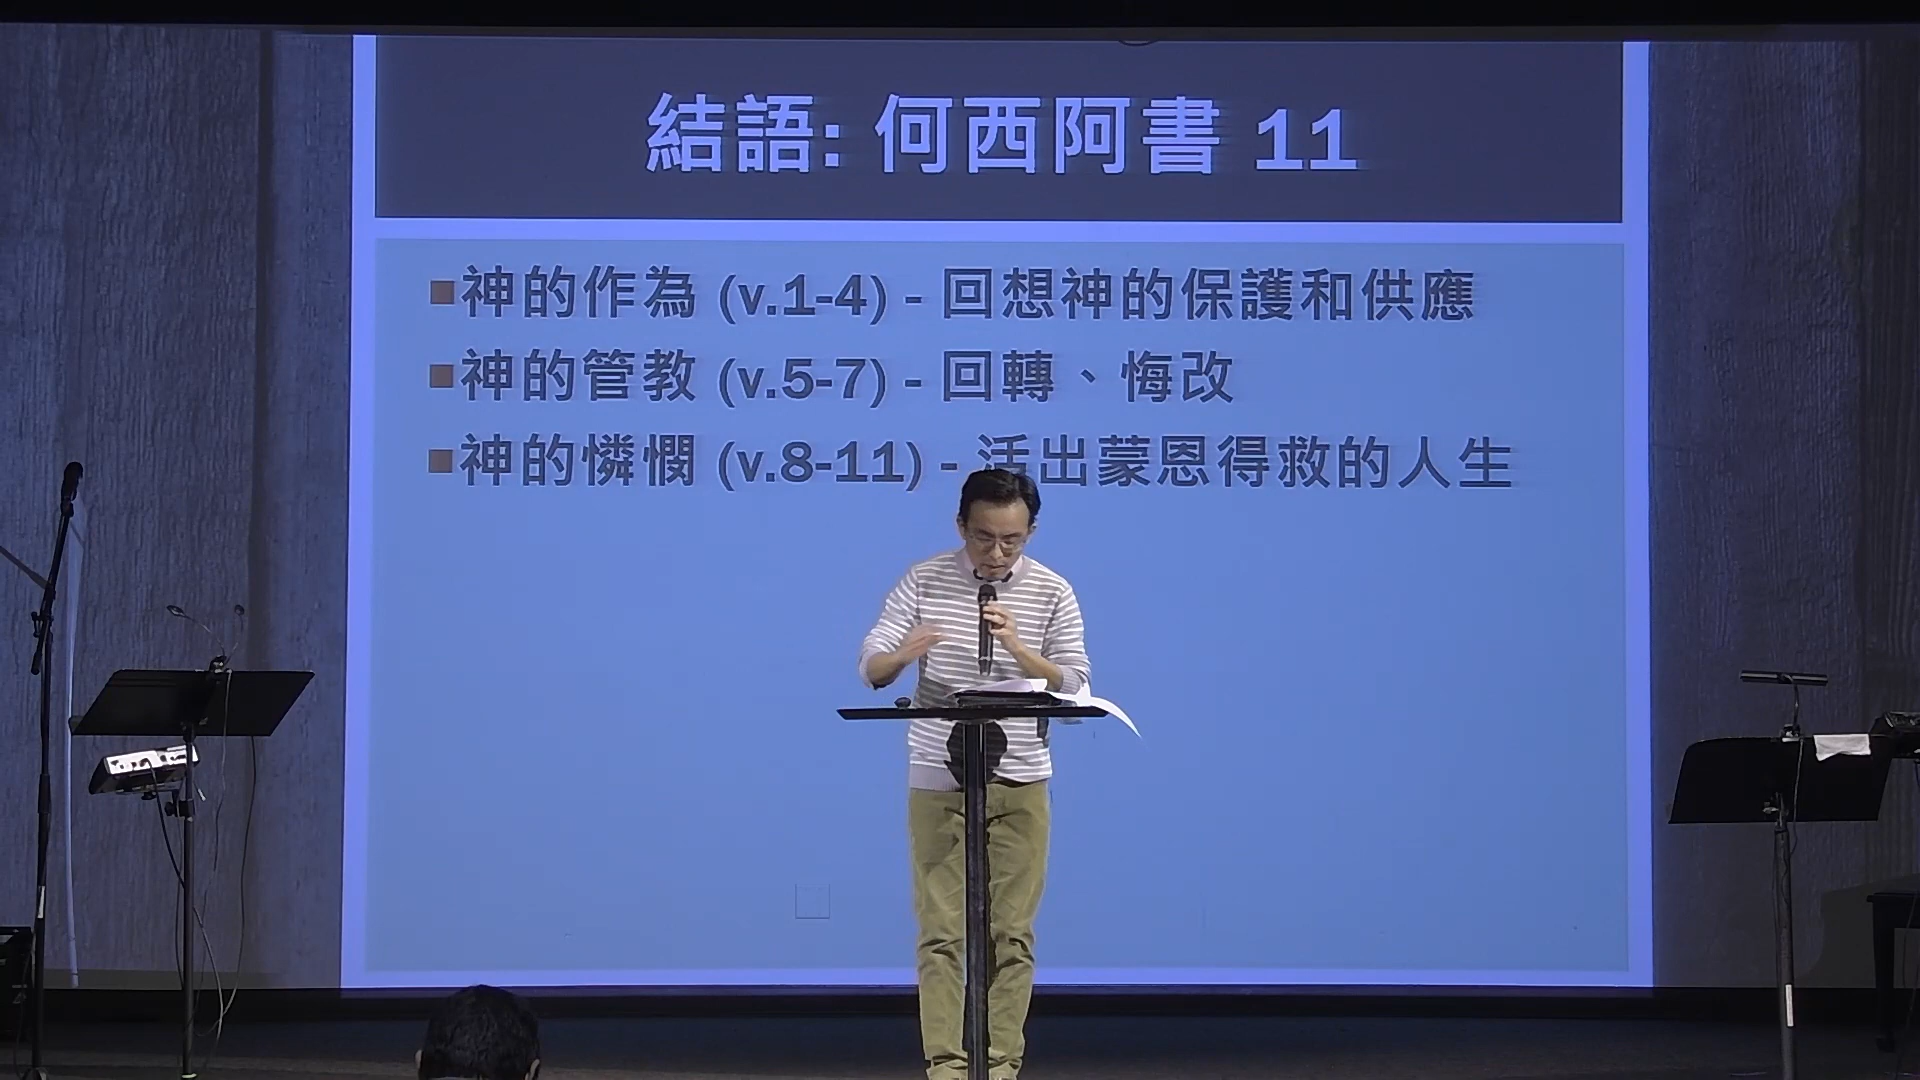 結語: 何西阿書 11
■神的作為 (v.1-4) - 回想神的保護和供應
■神的管教 (v.5-7) - 回轉、悔改
■神的憐憫 (v.8-11) - 活出蒙恩得救的人生